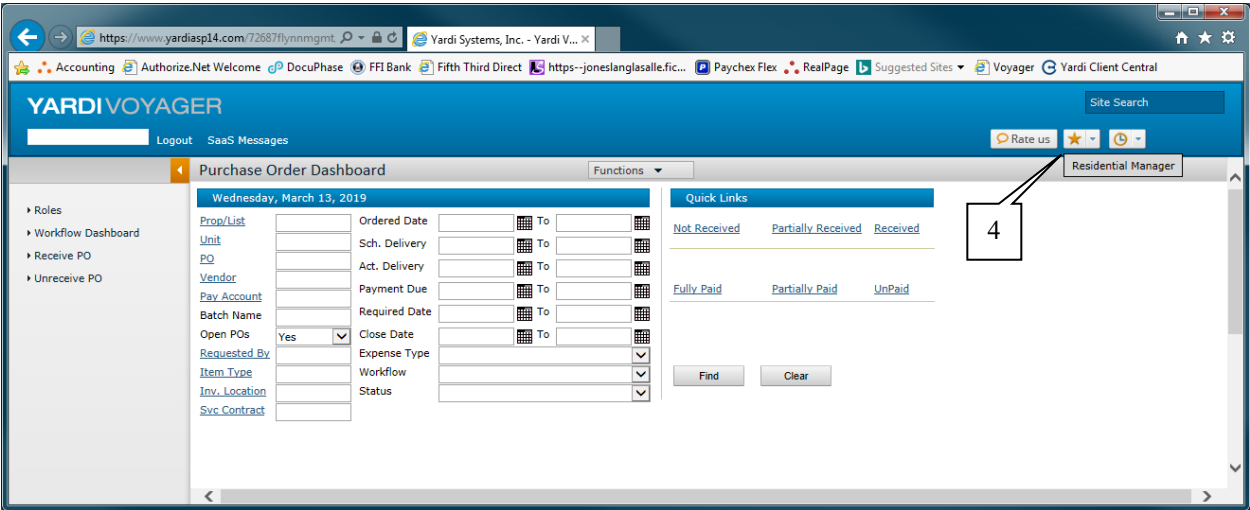 https://www.yardiasp14.com/72687flynnmgmt, Yardi Systems, Inc. - Yardi V...
Accounting Authorize.Net Welcome DocuPhase FFI Bank Fifth Third Direct https--joneslanglasalle.fic... Paychex Flex RealPage Suggested Sites Voyager Yardi Client Central
YARDI VOYAGER Site Search
Logout SaaS Messages Rate us
Purchase Order Dashboard Functions Residential Manager
Wednesday, March 13, 2019 Quick Links
Roles
Workflow Dashboard
Receive PO
Unreceive PO
Prop/List Ordered Date To
Unit Sch. Delivery To
PO Act. Delivery To
Vendor Payment Due To
Pay Account Required Date To
Batch Name Close Date To
Open POs Yes Expense Type
Requested By Workflow
Item Type Status
Inv. Location
Svc Contract
Not Received Partially Received Received
Fully Paid Partially Paid UnPaid
Find Clear
4